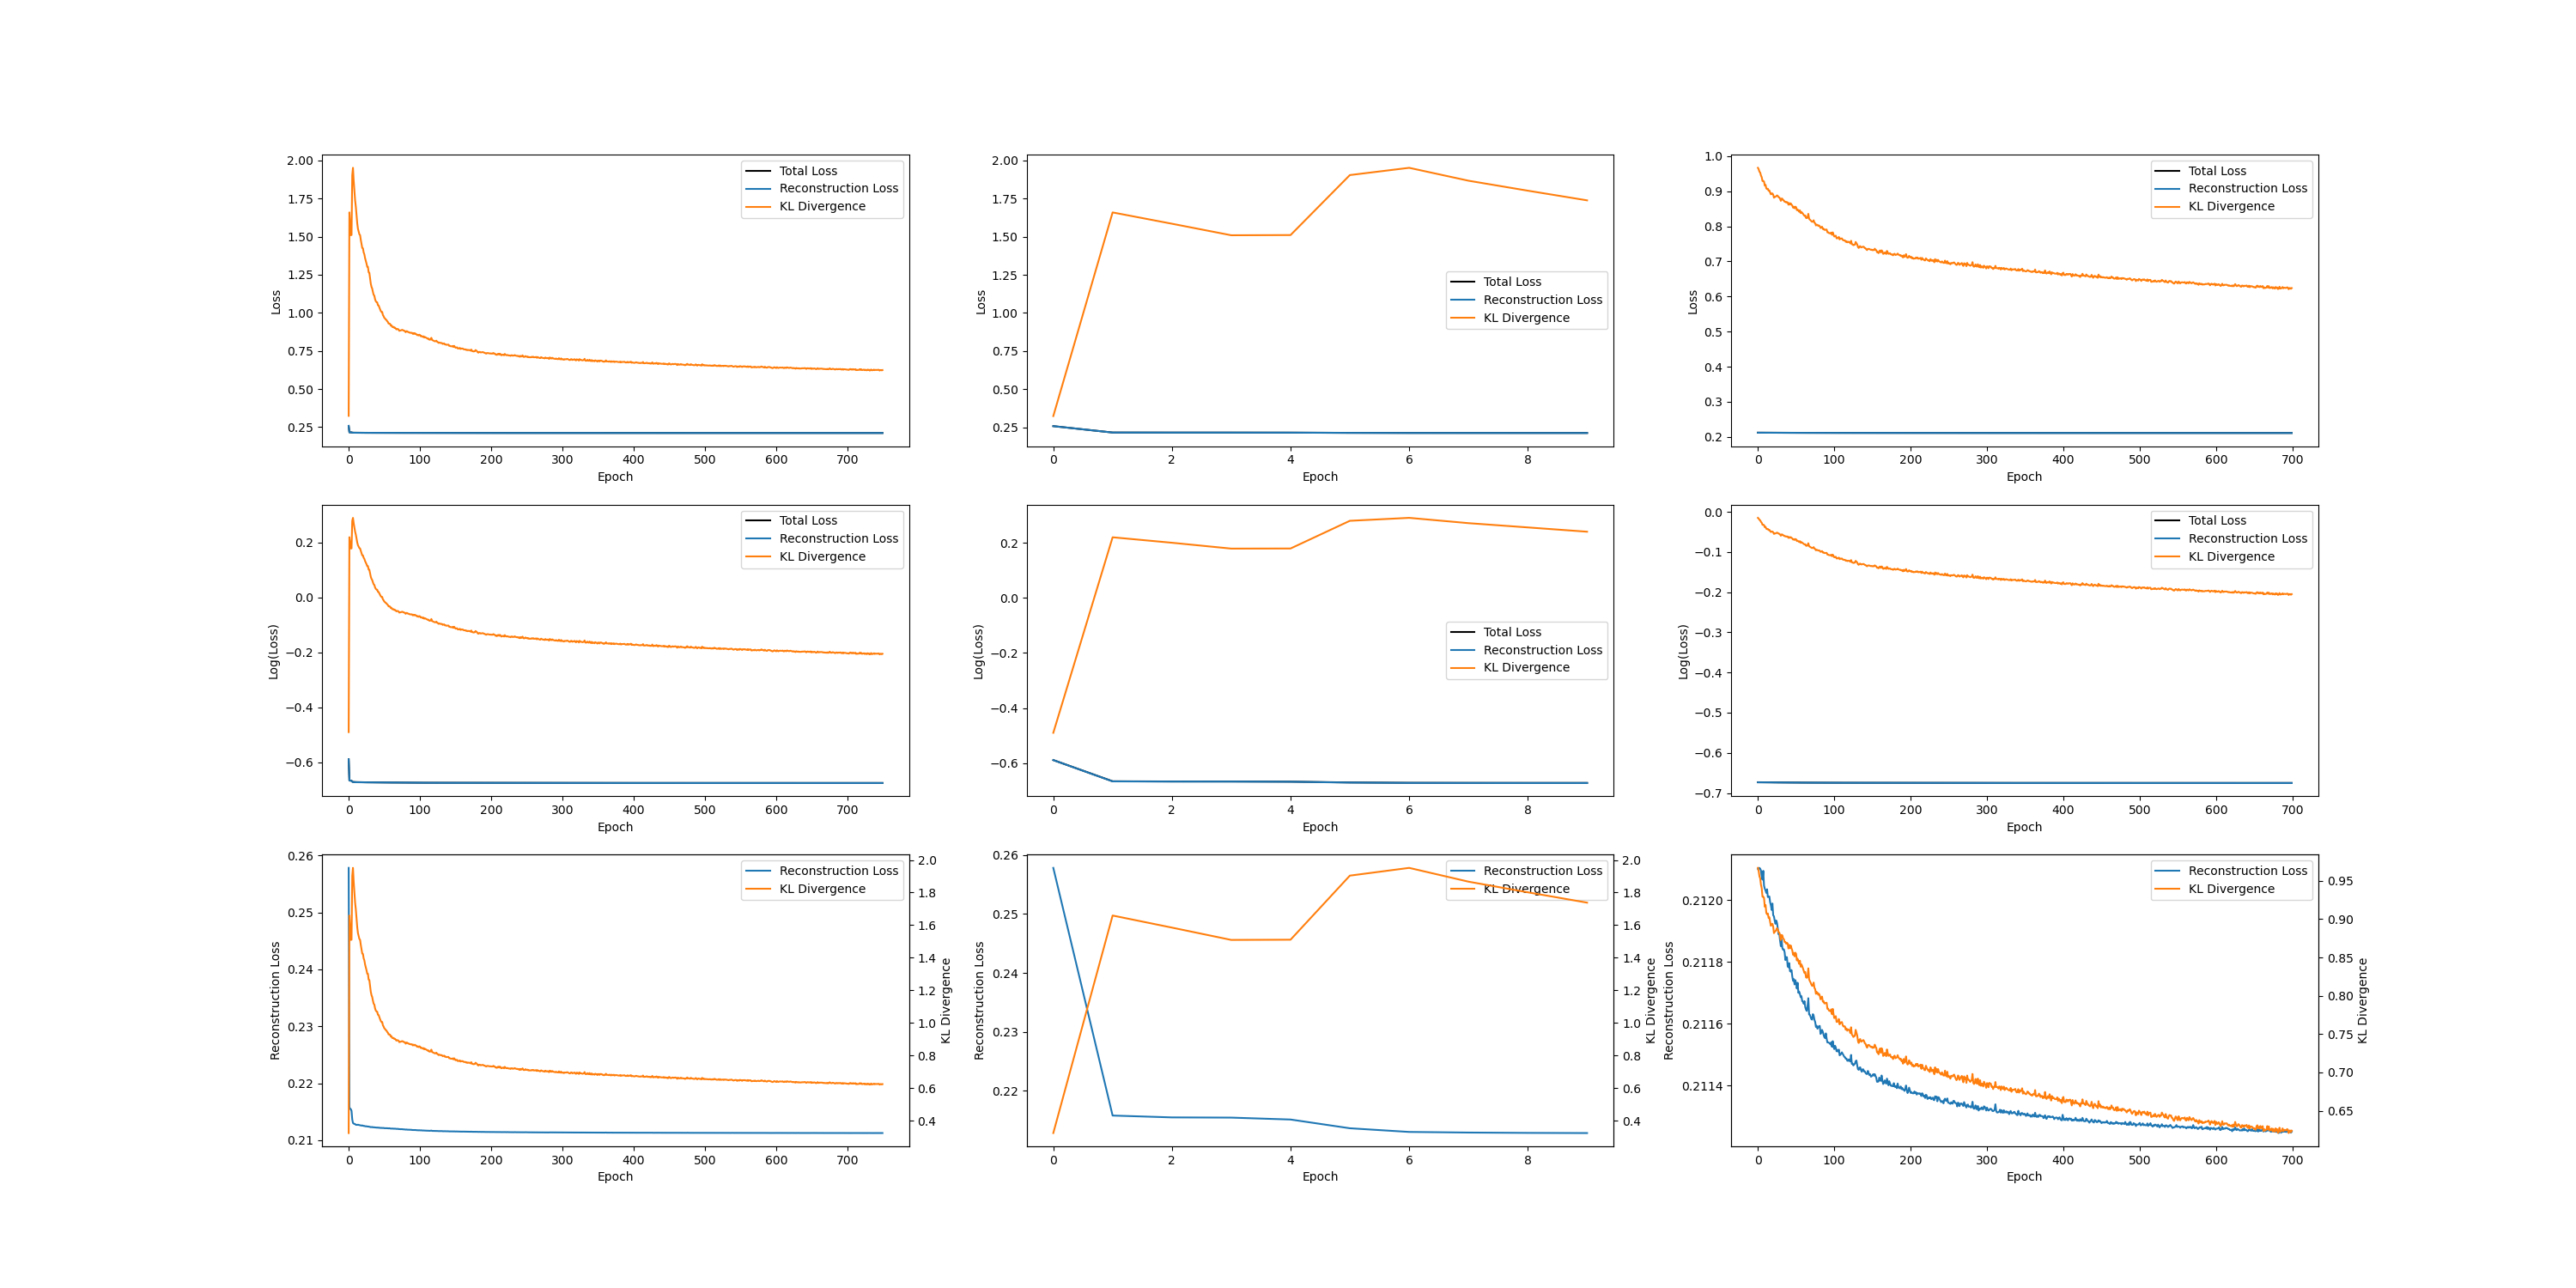 2.00
1.75
1.50
1.25
1.00
0.75
0.50
0.25
Loss
0 100 200 300 400 500 600 700
Epoch
Total Loss
Reconstruction Loss
KL Divergence
2.00
1.75
1.50
1.25
1.00
0.75
0.50
0.25
Loss
0 2 4 6 8
Epoch
Total Loss
Reconstruction Loss
KL Divergence
1.0
0.9
0.8
0.7
0.6
0.5
0.4
0.3
0.2
Loss
0 100 200 300 400 500 600 700
Epoch
Total Loss
Reconstruction Loss
KL Divergence
0.2
0.0
−0.2
−0.4
−0.6
Log(Loss)
0 100 200 300 400 500 600 700
Epoch
Total Loss
Reconstruction Loss
KL Divergence
0.2
0.0
−0.2
−0.4
−0.6
Log(Loss)
0 2 4 6 8
Epoch
Total Loss
Reconstruction Loss
KL Divergence
0.0
−0.1
−0.2
−0.3
−0.4
−0.5
−0.6
−0.7
Log(Loss)
0 100 200 300 400 500 600 700
Epoch
Total Loss
Reconstruction Loss
KL Divergence
0.26
0.25
0.24
0.23
0.22
0.21
Reconstruction Loss
0 100 200 300 400 500 600 700
Epoch
Reconstruction Loss
KL Divergence
2.0
1.8
1.6
1.4
1.2
1.0
0.8
0.6
0.4
KL Divergence
0.26
0.25
0.24
0.23
0.22
Reconstruction Loss
0 2 4 6 8
Epoch
Reconstruction Loss
KL Divergence
2.0
1.8
1.6
1.4
1.2
1.0
0.8
0.6
0.4
KL Divergence
0.2120
0.2118
0.2116
0.2114
Reconstruction Loss
0 100 200 300 400 500 600 700
Epoch
Reconstruction Loss
KL Divergence
0.95
0.90
0.85
0.80
0.75
0.70
0.65
KL Divergence